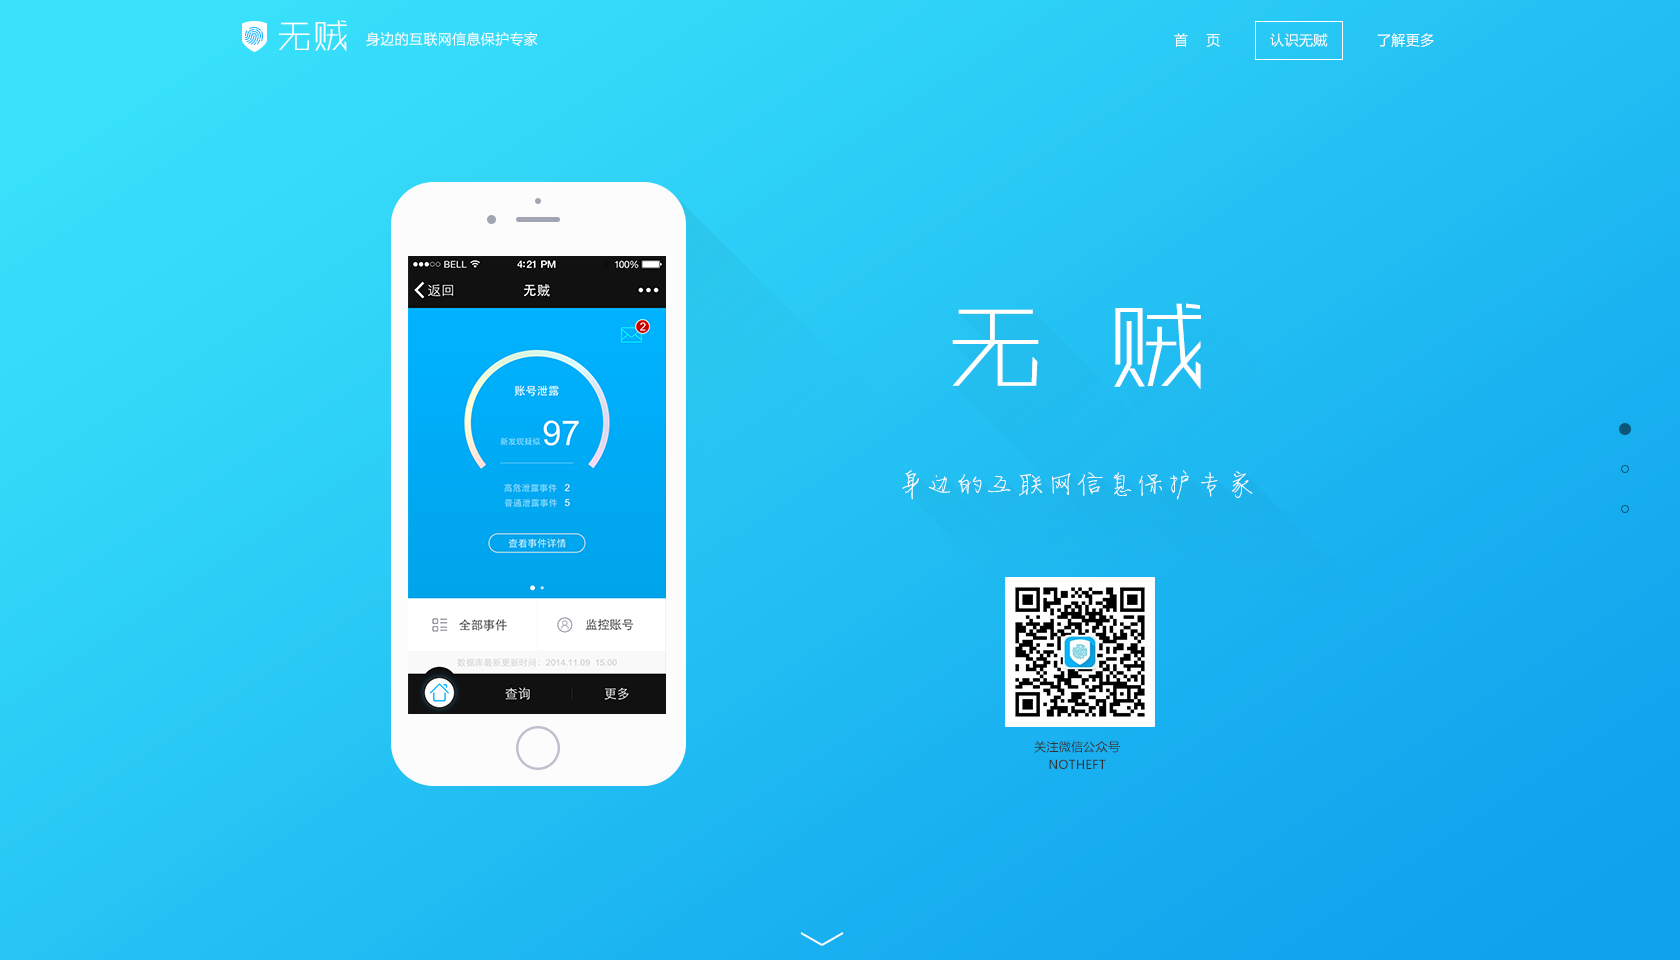 无贼 身边的互联网信息保护专家
首 页 认识无贼 了解更多
BELL 4:21 PM 100%
返回 无贼
2
账号泄露
新发现疑似 97
高危泄露事件 2
普通泄露事件 5
查看事件详情
全部事件 监控账号
数据库最新更新时间：2014.11.09 15:00
查询 更多
无 贼
身边的互联网信息保护专家
关注微信公众号
NOTHEFT